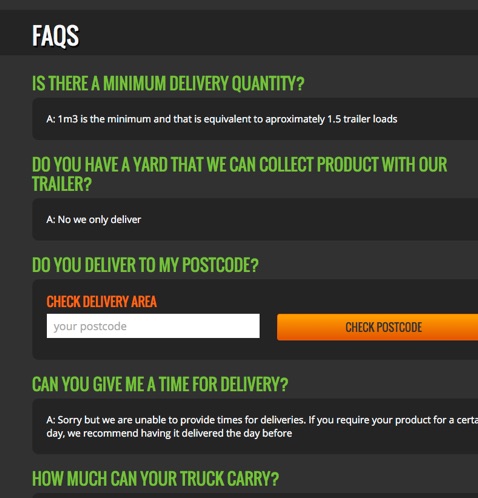 FAQS
IS THERE A MINIMUM DELIVERY QUANTITY?
A: 1m3 is the minimum and that is equivalent to aproximately 1.5 trailer loads
DO YOU HAVE A YARD THAT WE CAN COLLECT PRODUCT WITH OUR
TRAILER?
A: No we only deliver
DO YOU DELIVER TO MY POSTCODE?
CHECK DELIVERY AREA
your postcode
CHECK POSTCODE
CAN YOU GIVE ME A TIME FOR DELIVERY?
A: Sorry but we are unable to provide times for deliveries. If you require your product for a certa
day, we recommend having it delivered the day before
HOW MUCH CAN YOUR TRUCK CARRY?